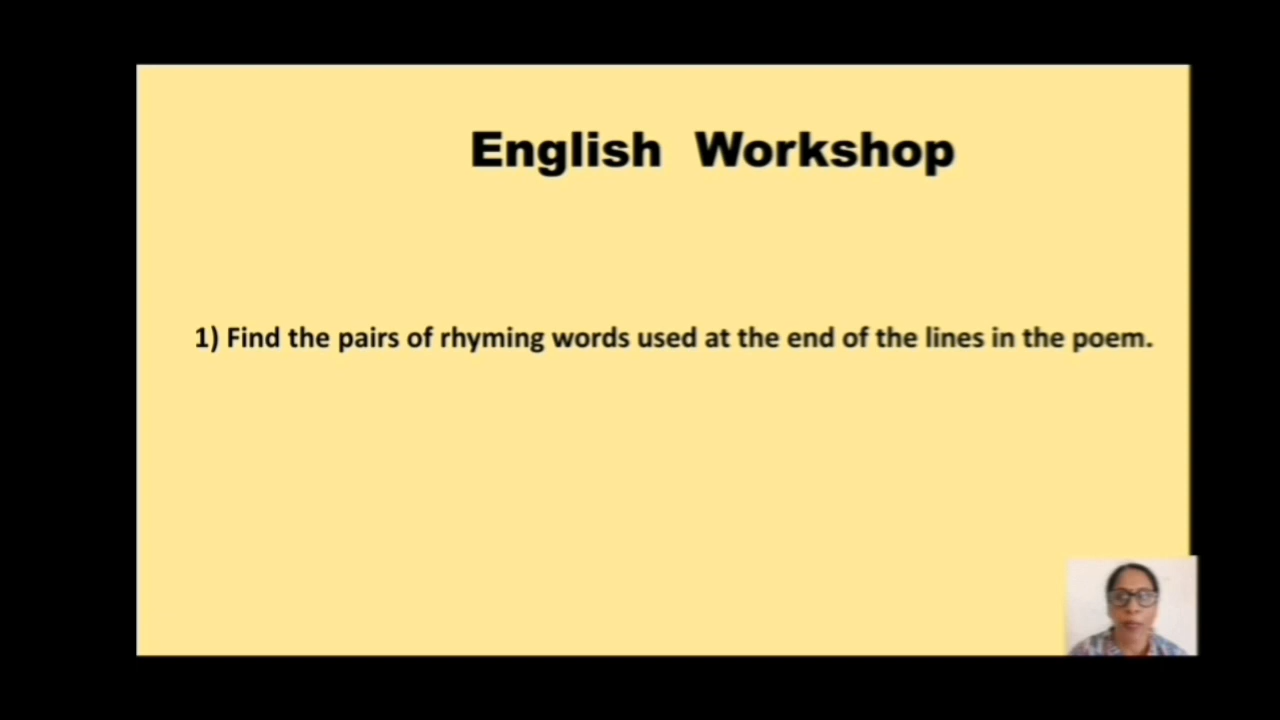 English Workshop
1) Find the pairs of rhyming words used at the end of the lines in the poem.